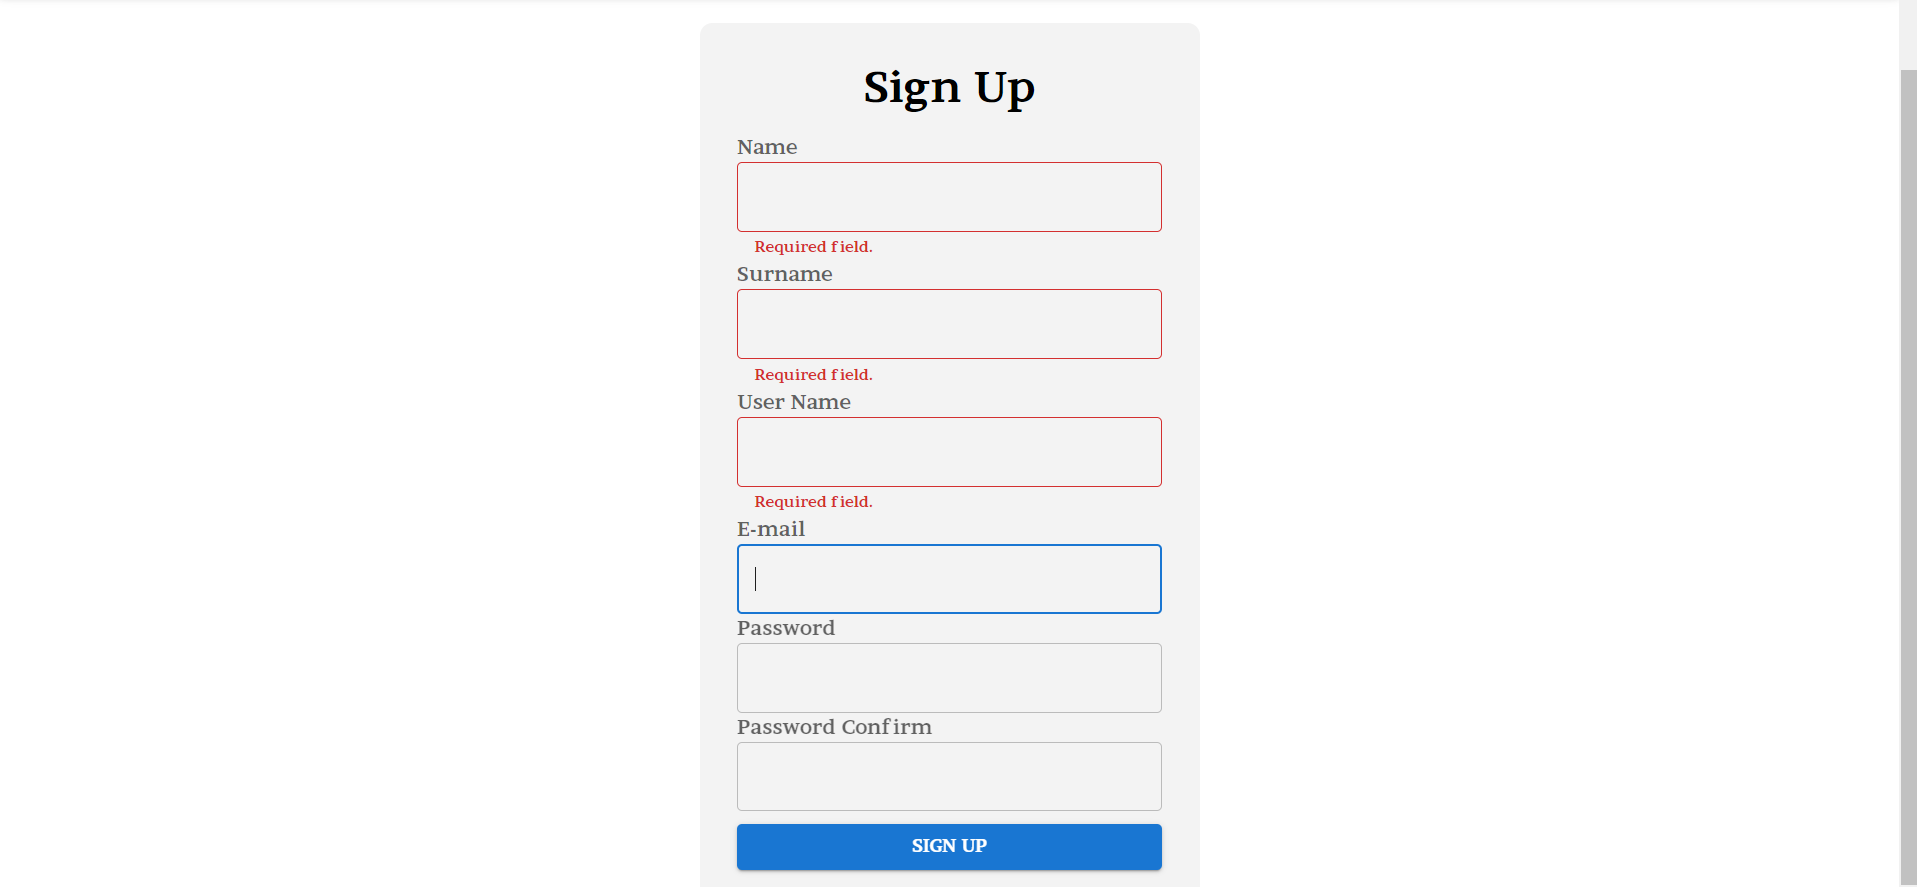 Sign Up
Name
Required field.
Surname
Required field.
User Name
Required field.
E-mail
Password
Password Confirm
SIGN UP